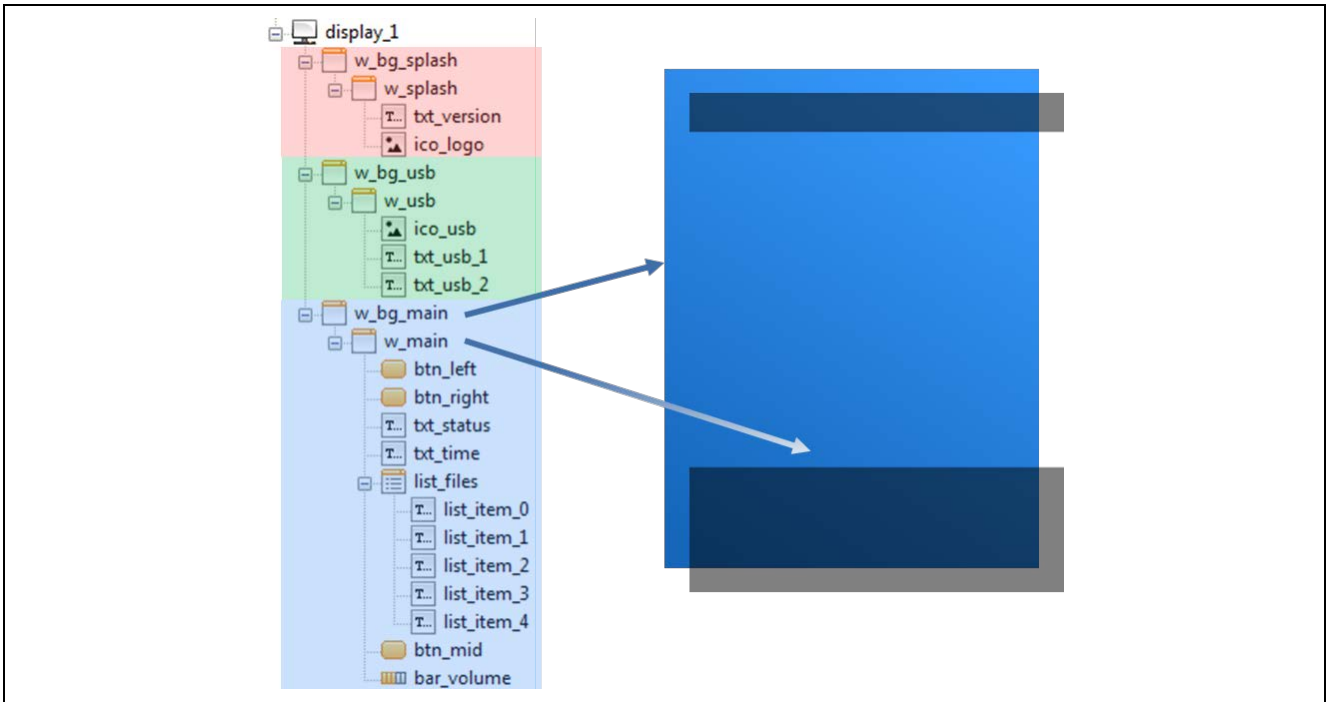 display_1
w_bg_splash
w_splash
T... txt_version
ico_logo
w_bg_usb
w_usb
ico_usb
T... txt_usb_1
T... txt_usb_2
w_bg_main
w_main
btn_left
btn_right
T... txt_status
T... txt_time
list_files
T... list_item_0
T... list_item_1
T... list_item_2
T... list_item_3
T... list_item_4
btn_mid
bar_volume